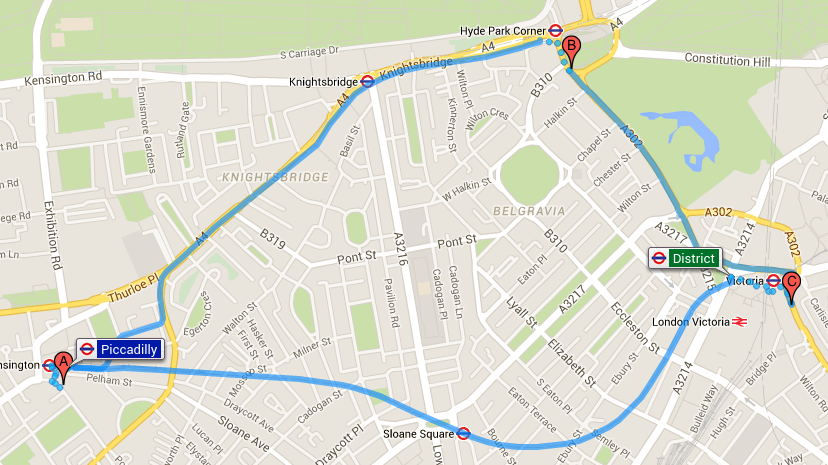 Hyde Park Corner
A4
S Carriage Dr
A4
B
Constitution Hill
Kensington Rd
Knightsbridge
Knightsbridge
Wilton Pl
B310
A4
Ennismore Gardens
Rutland Gate
Basil St
Kinnerton St
Wilton Cres
Halkin St
A302
Chapel St
Chester St
KNIGHTSBRIDGE
W Halkin St
Wilton St
Exhibition Rd
BELGRAVIA
A302
ege Rd
A4
B319
A3216
Pont St
Pont St
B310
A3217
A3214
A302
Ln
District
A3215
Thurloe Pl
Eaton Pl
Victoria
C
Pavilion Rd
Cadogan Pl
Cadogan Ln
A3217
Lyall St
Egerton Cres
Walton St
Hasker St
First St
Eccleston St
London Victoria
Piccadilly
A
nsington
Milner St
Elizabeth St
Pelham St
Mossop St
Ebury St
A3214
Bridge Pl
S Eaton Pl
Draycott Ave
Cadogan St
Eaton Terrace
Bulleid Way
Wilton Rd
Sloane Ave
Lucan Pl
Draycott Pl
Sloane Square
Bourne St
Ebury St
Semley Pl
Hugh St